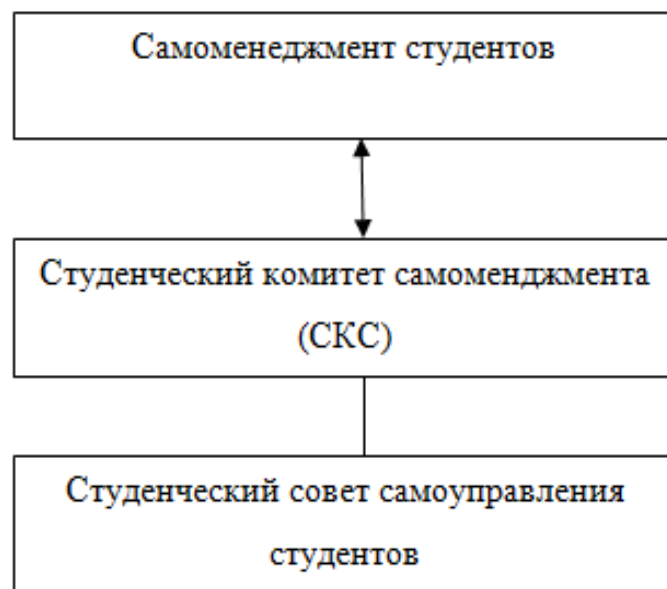 Самоменеджмент студентов
Студенческий комитет самоменджмента
(СКС)
Студенческий совет самоуправления
студентов